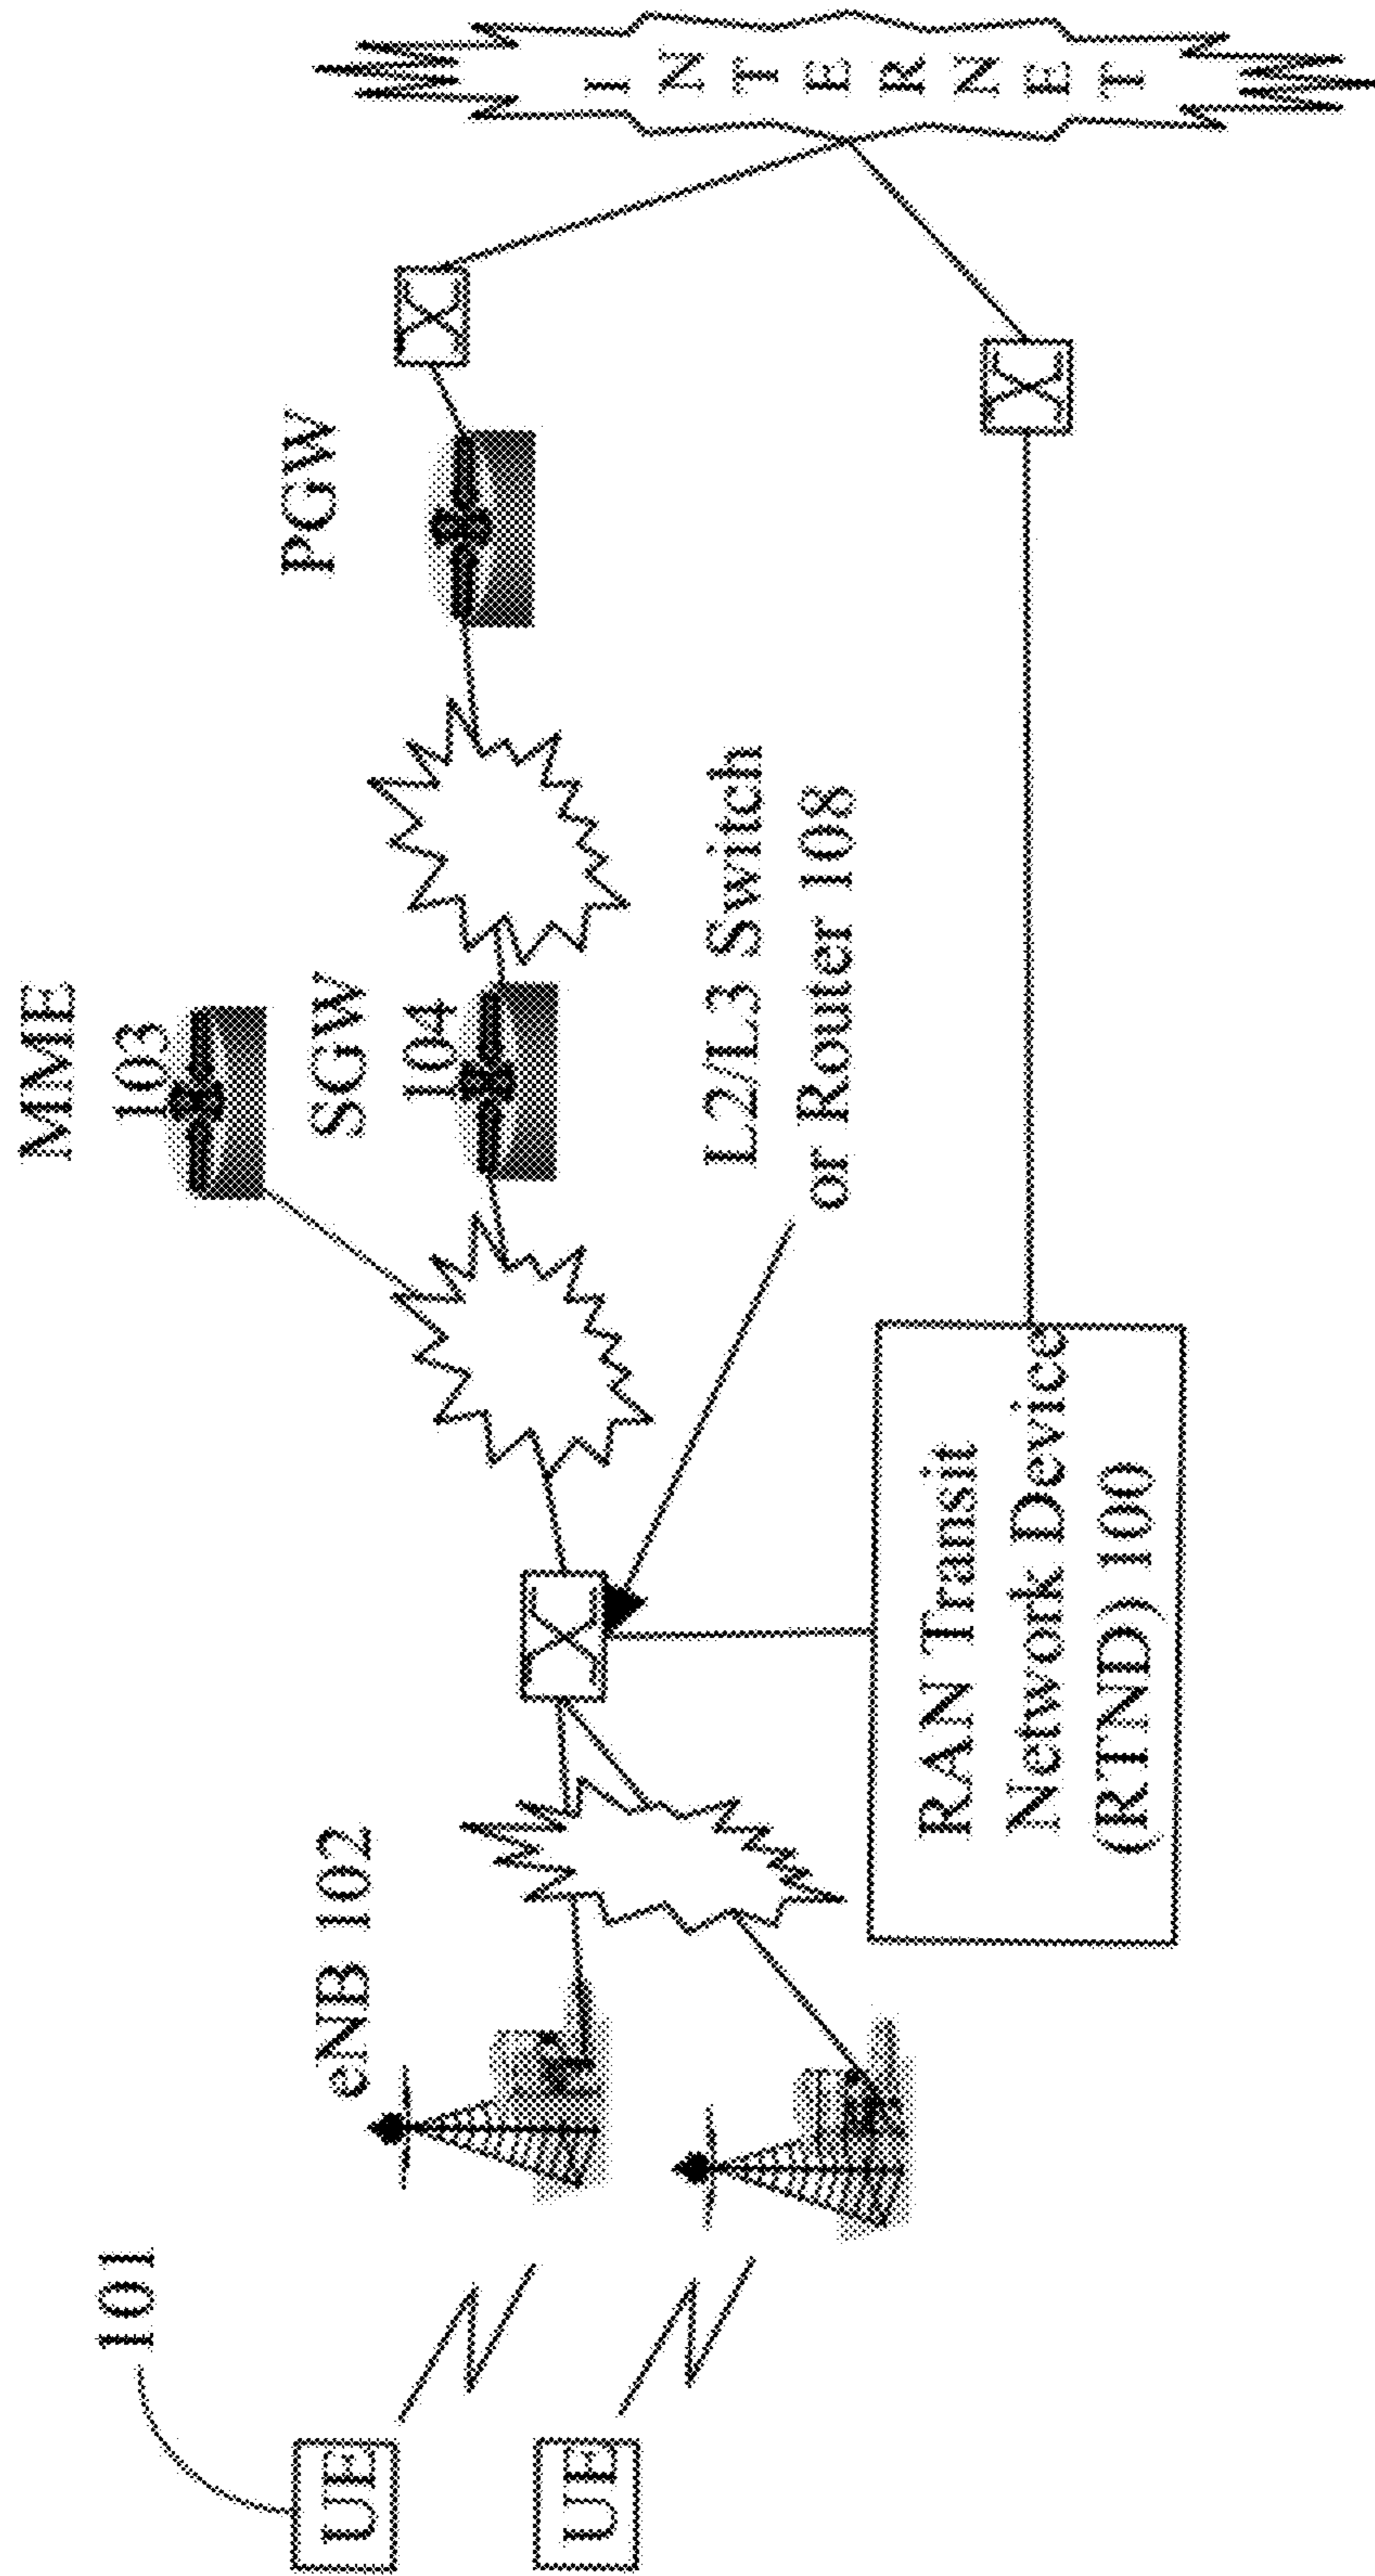 101
UE
UE
eNB 102
MME
103
SGW
104
PGW
L2/L3 Switch
or Router 108
RAN Transit
Network Device
(RTND) 100
INTERNET